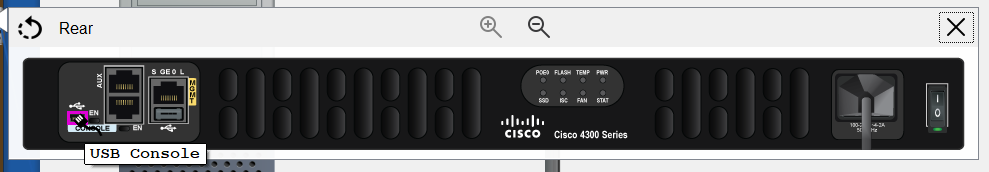 Rear
AUX
S GE 0 L
MGMT
EN
CONSOLE
EN
POE0 FLASH TEMP PWR
SSD ISC FAN STAT
CISCO
Cisco 4300 Series
USB Console